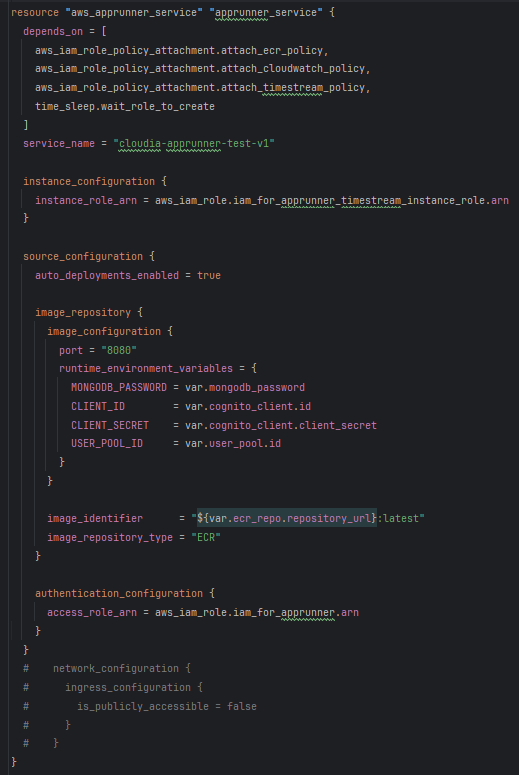 resource "aws_apprunner_service" "apprunner_service" {
  depends_on = [
    aws_iam_role_policy_attachment.attach_ecr_policy,
    aws_iam_role_policy_attachment.attach_cloudwatch_policy,
    aws_iam_role_policy_attachment.attach_timestream_policy,
    time_sleep.wait_role_to_create
  ]
  service_name = "cloudia-apprunner-test-v1"

  instance_configuration {
    instance_role_arn = aws_iam_role.iam_for_apprunner_timestream_instance_role.arn
  }

  source_configuration {
    auto_deployments_enabled = true

    image_repository {
      image_configuration {
        port = "8080"
        runtime_environment_variables = {
          MONGODB_PASSWORD = var.mongodb_password
          CLIENT_ID        = var.cognito_client.id
          CLIENT_SECRET    = var.cognito_client.client_secret
          USER_POOL_ID     = var.user_pool.id
        }
      }

      image_identifier      = "${var.ecr_repo.repository_url}:latest"
      image_repository_type = "ECR"
    }

    authentication_configuration {
      access_role_arn = aws_iam_role.iam_for_apprunner.arn
    }
  }
  #    network_configuration {
  #      ingress_configuration {
  #        is_publicly_accessible = false
  #      }
  #    }
}